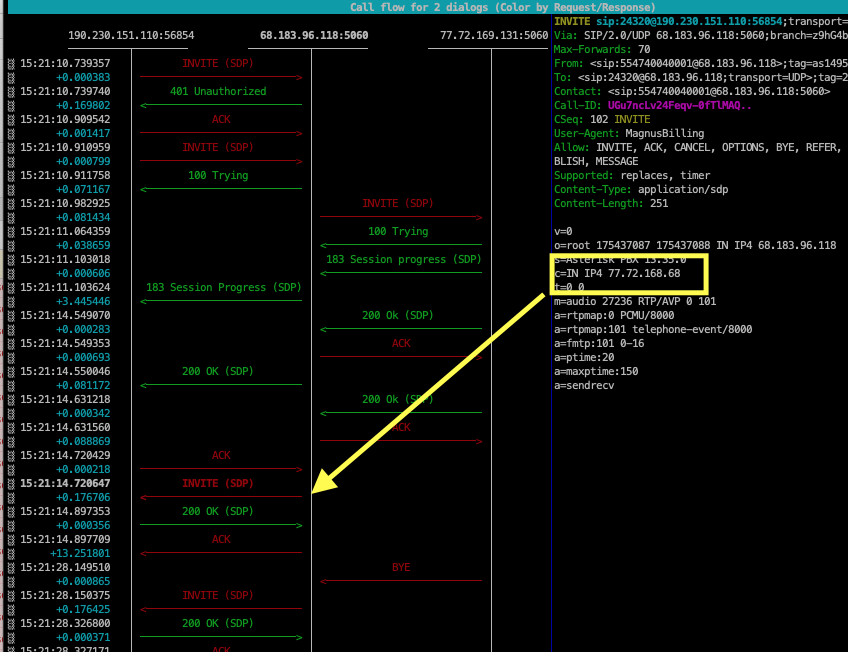 Call flow for 2 dialogs (Color by Request/Response)
190.230.151.110:56854 68.183.96.118:5060 77.72.169.131:5060
15:21:10.739357 INVITE (SDP)
+0.000383
15:21:10.739740 401 Unauthorized
+0.169802
15:21:10.909542 ACK
+0.001417
15:21:10.910959 INVITE (SDP)
+0.000799
15:21:10.911758 100 Trying
+0.071167
15:21:10.982925 INVITE (SDP)
+0.081434
15:21:11.064359 100 Trying
+0.038659
15:21:11.103018 183 Session progress (SDP)
+0.000606
15:21:11.103624 183 Session Progress (SDP)
+3.445446
15:21:14.549070 200 Ok (SDP)
+0.000283
15:21:14.549353 ACK
+0.000693
15:21:14.550046 200 OK (SDP)
+0.081172
15:21:14.631218 200 Ok (SDP)
+0.000342
15:21:14.631560 ACK
+0.088869
15:21:14.720429 ACK
+0.000218
15:21:14.720647 INVITE (SDP)
+0.176706
15:21:14.897353 200 OK (SDP)
+0.000356
15:21:14.897709 ACK
+13.251801
15:21:28.149510 BYE
+0.000865
15:21:28.150375 INVITE (SDP)
+0.176425
15:21:28.326800 200 OK (SDP)
+0.000371
15:21:28.327171 ACK
INVITE sip:24320@190.230.151.110:56854;transport=
Via: SIP/2.0/UDP 68.183.96.118:5060;branch=z9hG4b
Max-Forwards: 70
From: <sip:554740040001@68.183.96.118>;tag=as1495
To: <sip:24320@68.183.96.118;transport=UDP>;tag=2
Contact: <sip:554740040001@68.183.96.118:5060>
Call-ID: UGu7ncLv24Feqv-0fTlMAQ..
CSeq: 102 INVITE
User-Agent: MagnusBilling
Allow: INVITE, ACK, CANCEL, OPTIONS, BYE, REFER,
BLISH, MESSAGE
Supported: replaces, timer
Content-Type: application/sdp
Content-Length: 251
v=0
o=root 175437087 175437088 IN IP4 68.183.96.118
s=Asterisk PBX 13.35.0
c=IN IP4 77.72.168.68
t=0 0
m=audio 27236 RTP/AVP 0 101
a=rtpmap:0 PCMU/8000
a=rtpmap:101 telephone-event/8000
a=fmtp:101 0-16
a=ptime:20
a=maxptime:150
a=sendrecv